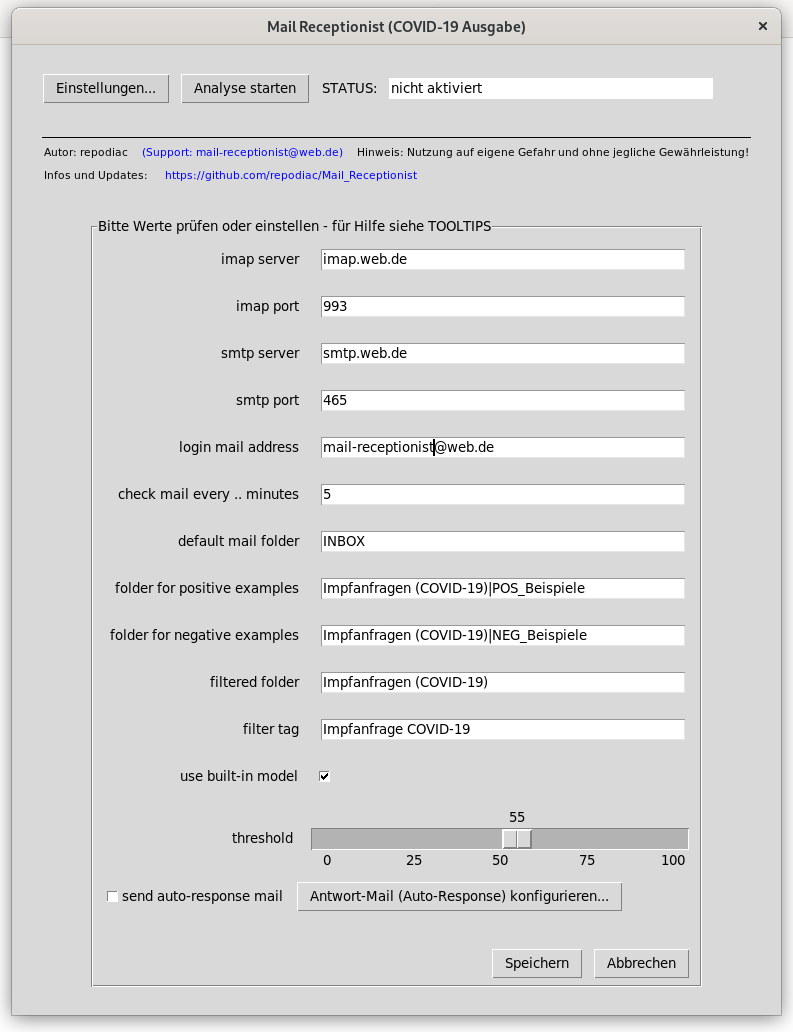 Mail Receptionist (COVID-19 Ausgabe)
Einstellungen... Analyse starten STATUS: nicht aktiviert
Autor: repodiac (Support: mail-receptionist@web.de) Hinweis: Nutzung auf eigene Gefahr und ohne jegliche Gewährleistung!
Infos und Updates: https://github.com/repodiac/Mail_Receptionist
Bitte Werte prüfen oder einstellen - für Hilfe siehe TOOLTIPS
imap server imap.web.de
imap port 993
smtp server smtp.web.de
smtp port 465
login mail address mail-receptionist@web.de
check mail every .. minutes 5
default mail folder INBOX
folder for positive examples Impfanfragen (COVID-19)|POS_Beispiele
folder for negative examples Impfanfragen (COVID-19)|NEG_Beispiele
filtered folder Impfanfragen (COVID-19)
filter tag Impfanfrage COVID-19
use built-in model
55
threshold
0 25 50 75 100
send auto-response mail Antwort-Mail (Auto-Response) konfigurieren...
Speichern Abbrechen